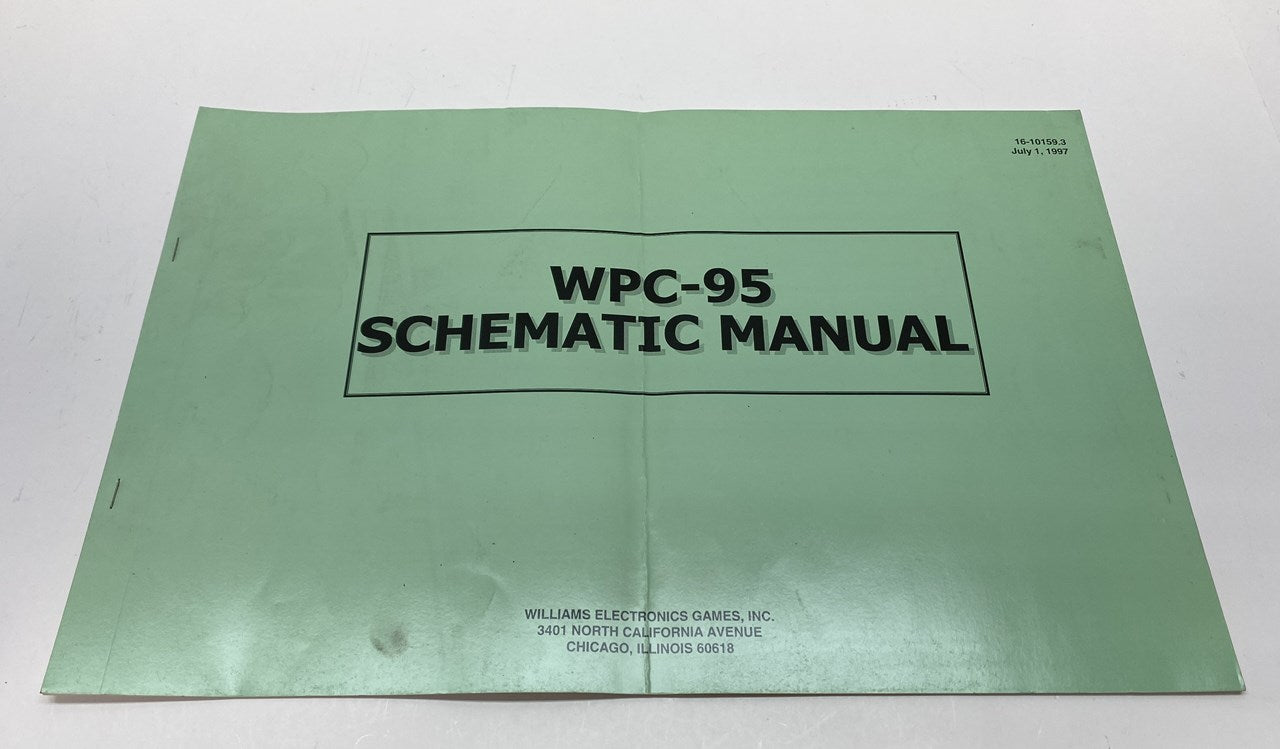 16-10159.3
July 1, 1997
WPC-95
SCHEMATIC MANUAL
WILLIAMS ELECTRONICS GAMES, INC.
3401 NORTH CALIFORNIA AVENUE
CHICAGO, ILLINOIS 60618